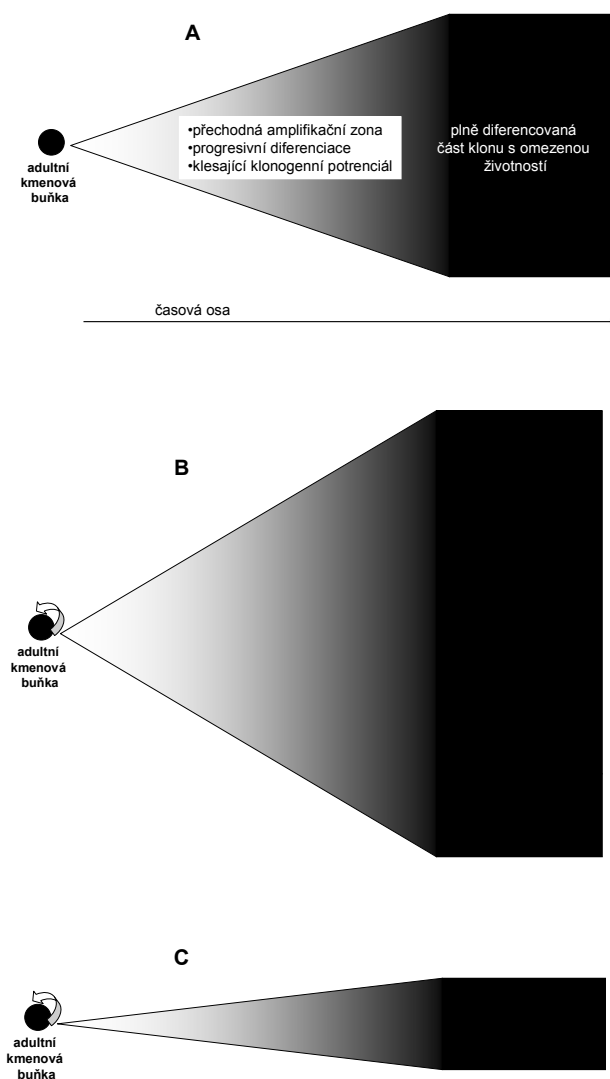 A
•přechodná amplifikační zona
•progresivní diferenciace
•klesající klonogenní potrenciál
plně diferencovaná
část klonu s omezenou
životností
adultní
kmenová
buňka
časová osa
B
adultní
kmenová
buňka
C
adultní
kmenová
buňka